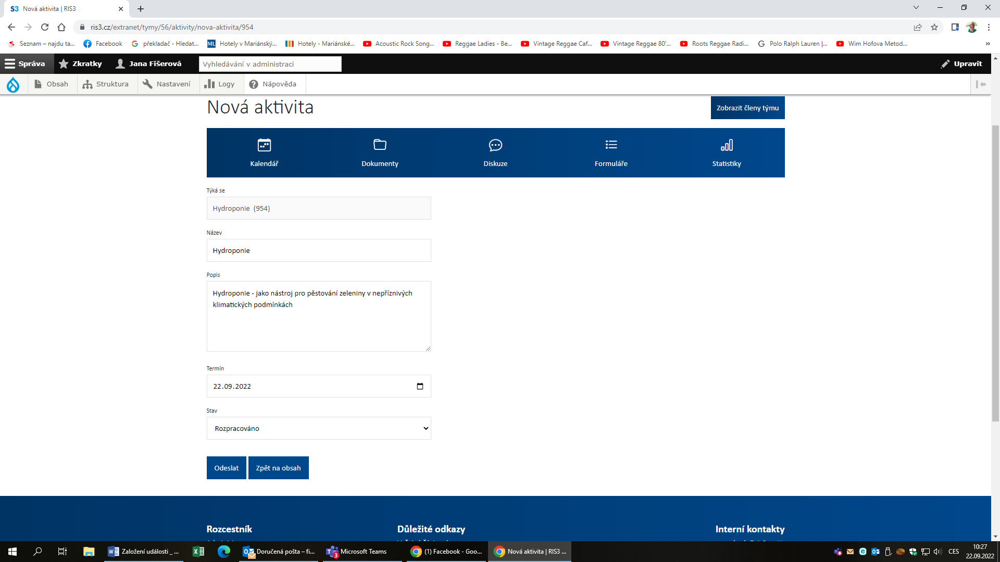 S3 Nová aktivita | RIS3
ris3.cz/extranet/tymy/56/aktivity/nova-aktivita/954
S Seznam – najdu ta... Facebook G překladač - Hledat... ML Hotely v Mariánský... Hotely - Mariánské... Acoustic Rock Song... Reggae Ladies - Be... Vintage Reggae Caf... Vintage Reggae 80'... Roots Reggae Radi... G Polo Ralph Lauren |... Wim Hofova Metod... »
Správa Zkratky Jana Fišerová Vyhledávání v administraci Upravit
Obsah Struktura Nastavení Logy Nápověda
Nová aktivita
Zobrazit členy týmu
Kalendář Dokumenty Diskuze Formuláře Statistiky
Týká se
Hydroponie (954)
Název
Hydroponie
Popis
Hydroponie - jako nástroj pro pěstování zeleniny v nepříznivých
klimatických podmínkách
Termín
22.09.2022
Stav
Rozpracováno
Odeslat Zpět na obsah
Rozcestník Důležité odkazy Interní kontakty
Založení události _ ... Doručená pošta – fi... 3 Microsoft Teams (1) Facebook - Goo... Nová aktivita | RIS3 ... CES 10:27
22.09.2022